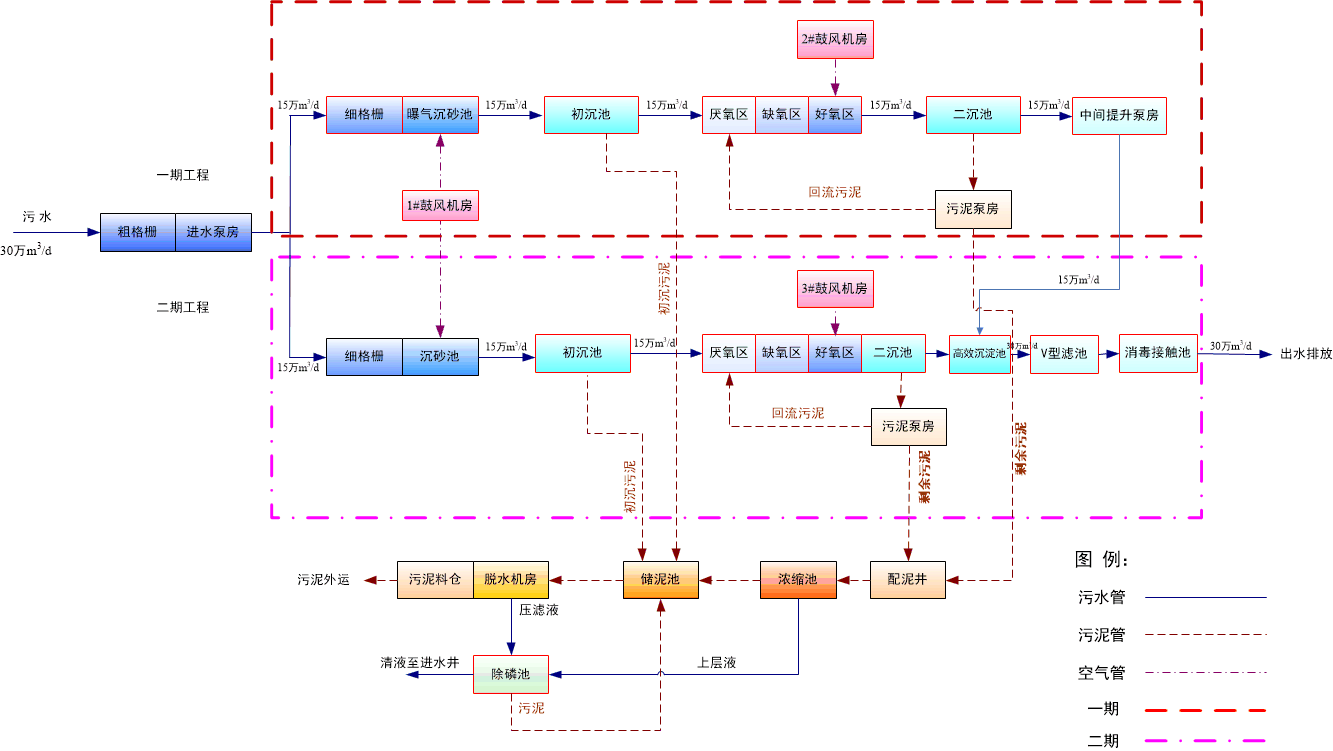 2#鼓风机房
15万m³/d
细格栅
曝气沉砂池
15万m³/d
初沉池
15万m³/d
厌氧区
缺氧区
好氧区
15万m³/d
二沉池
15万m³/d
中间提升泵房
一期工程
1#鼓风机房
回流污泥
污泥泵房
污 水
30万m³/d
粗格栅
进水泵房
初沉污泥
15万m³/d
二期工程
3#鼓风机房
15万m³/d
细格栅
沉砂池
15万m³/d
初沉池
15万m³/d
厌氧区
缺氧区
好氧区
二沉池
高效沉淀池
30万m³/d
V型滤池
消毒接触池
30万m³/d
出水排放
回流污泥
污泥泵房
剩余污泥
剩余污泥
初沉污泥
污泥外运
污泥料仓
脱水机房
储泥池
浓缩池
配泥井
压滤液
清液至进水井
除磷池
上层液
污泥
图 例：
污水管
污泥管
空气管
一期
二期